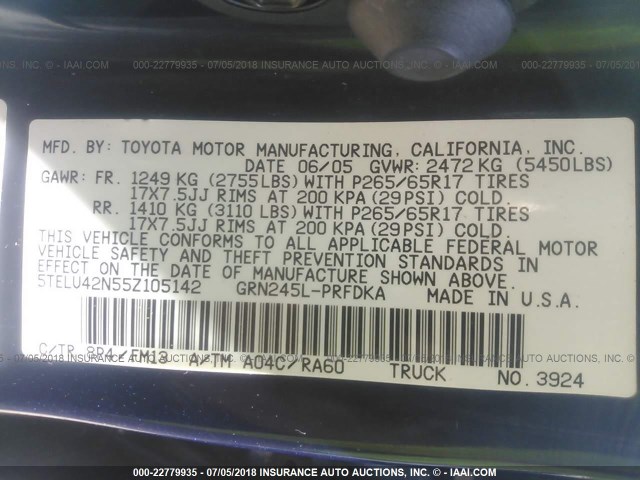 000-22779935 - 07/05/2018 INSURANCE AUTO AUCTIONS, INC. - © IAAI.COM
MFD. BY: TOYOTA MOTOR MANUFACTURING, CALIFORNIA, INC.
DATE 06/05 GVWR: 2472 KG (5450LBS)
GAWR: FR. 1249 KG (2755LBS) WITH P265/65R17 TIRES
17X7.5JJ RIMS AT 200 KPA (29PSI) COLD.
RR. 1410 KG (3110 LBS) WITH P265/65R17 TIRES
17X7.5JJ RIMS AT 200 KPA (29PSI) COLD.
THIS VEHICLE CONFORMS TO ALL APPLICABLE FEDERAL MOTOR
VEHICLE SAFETY AND THEFT PREVENTION STANDARDS IN
EFFECT ON THE DATE OF MANUFACTURE SHOWN ABOVE.
5TELU42N55Z105142 GRN245L-PRFDKA MADE IN U.S.A.
C/TR 8R4/FM13 A/TM A04C/RA60 TRUCK NO. 3924
000-22779935 - 07/05/2018 INSURANCE AUTO AUCTIONS, INC. - © IAAI.COM